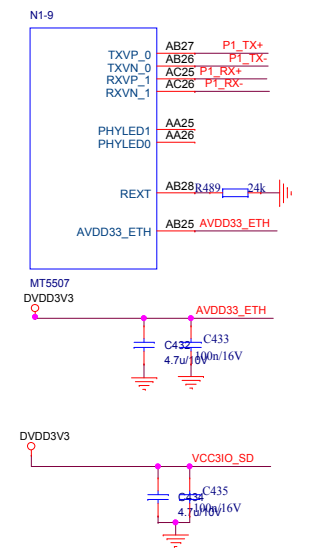 N1-9
TXVP_0 AB27 P1_TX+
TXVN_0 AB26 P1_TX-
RXVP_1 AC25 P1_RX+
RXVN_1 AC26 P1_RX-
PHYLED1 AA25
PHYLED0 AA26
REXT AB28 R489 24k
AVDD33_ETH AB25 AVDD33_ETH
MT5507
DVDD3V3
AVDD33_ETH
C432 C433
4.7u/10V 100n/16V
DVDD3V3
VCC3IO_SD
C434 C435
4.7u/10V 100n/16V